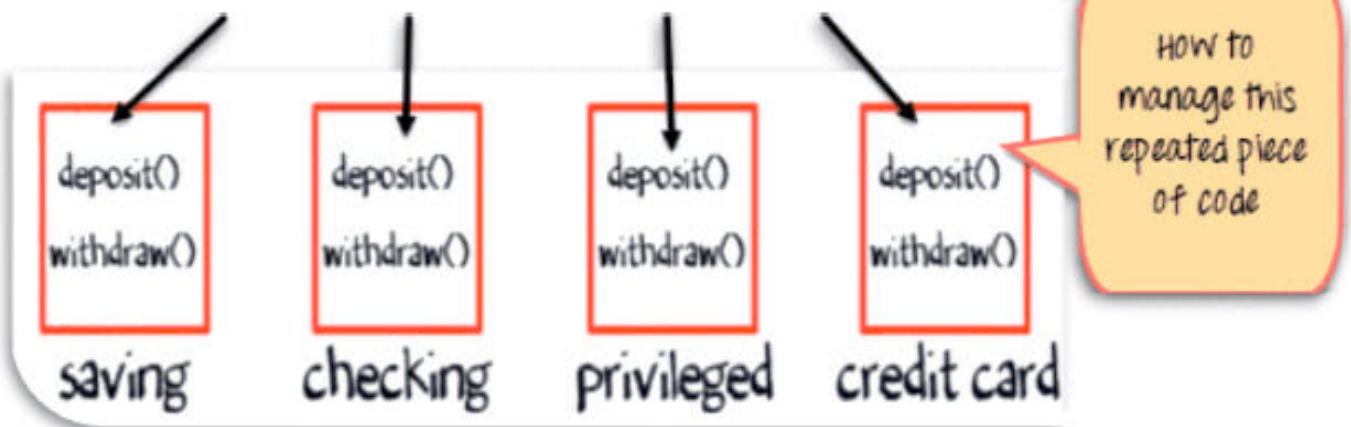 How to
manage this
repeated piece
of code
deposit() deposit() deposit() deposit()
withdraw() withdraw() withdraw() withdraw()
saving checking privileged credit card